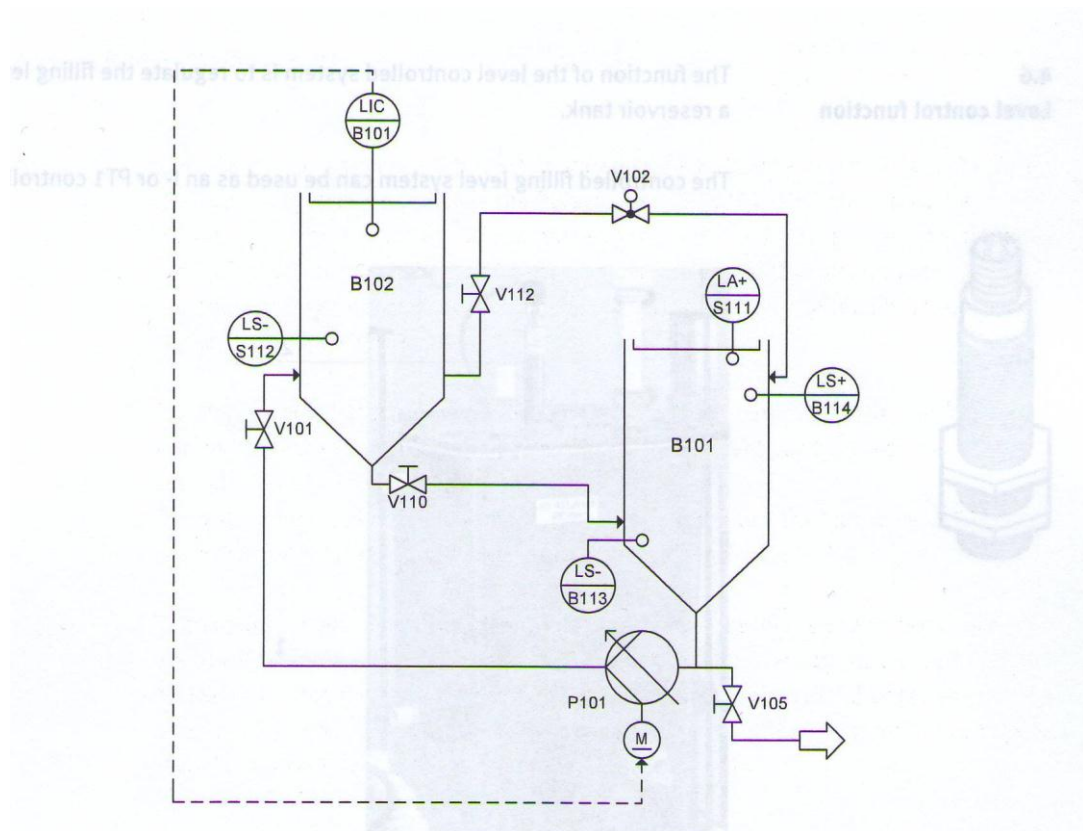 4.6
The function of the level controlled system is to regulate the filling le
Level control function
a reservoir tank.
The controlled filling level system can be used as an or PT1 control
LIC
B101
V102
B102
V112
LA+
S111
LS-
S112
LS+
B114
V101
B101
V110
LS-
B113
P101
V105
M